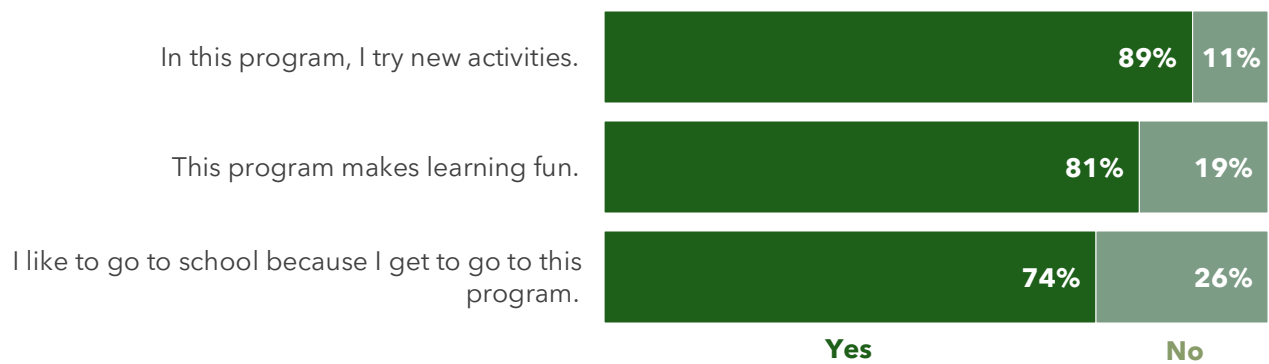 In this program, I try new activities.
89% 11%
This program makes learning fun.
81% 19%
I like to go to school because I get to go to this
program.
74% 26%
Yes No